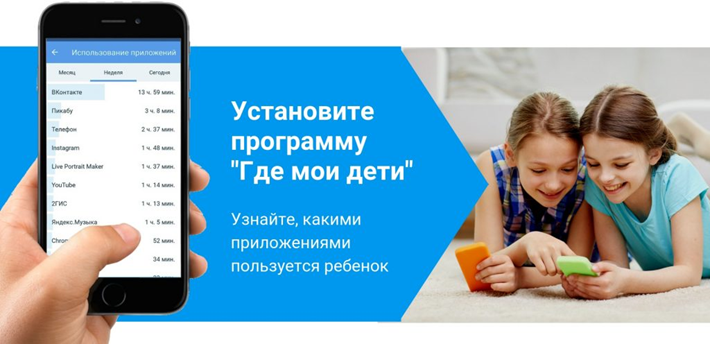 Использование приложений
Месяц Неделя Сегодня
ВКонтакте 13 ч. 59 мин.
Пикабу 3 ч. 8 мин.
Телефон 2 ч. 37 мин.
Instagram 1 ч. 48 мин.
Live Portrait Maker 1 ч. 37 мин.
YouTube 1 ч. 14 мин.
2ГИС 1 ч. 13 мин.
Яндекс.Музыка 1 ч. 5 мин.
52 мин.
34 мин.
Установите
программу
"Где мои дети"
Узнайте, какими
приложениями
пользуется ребенок